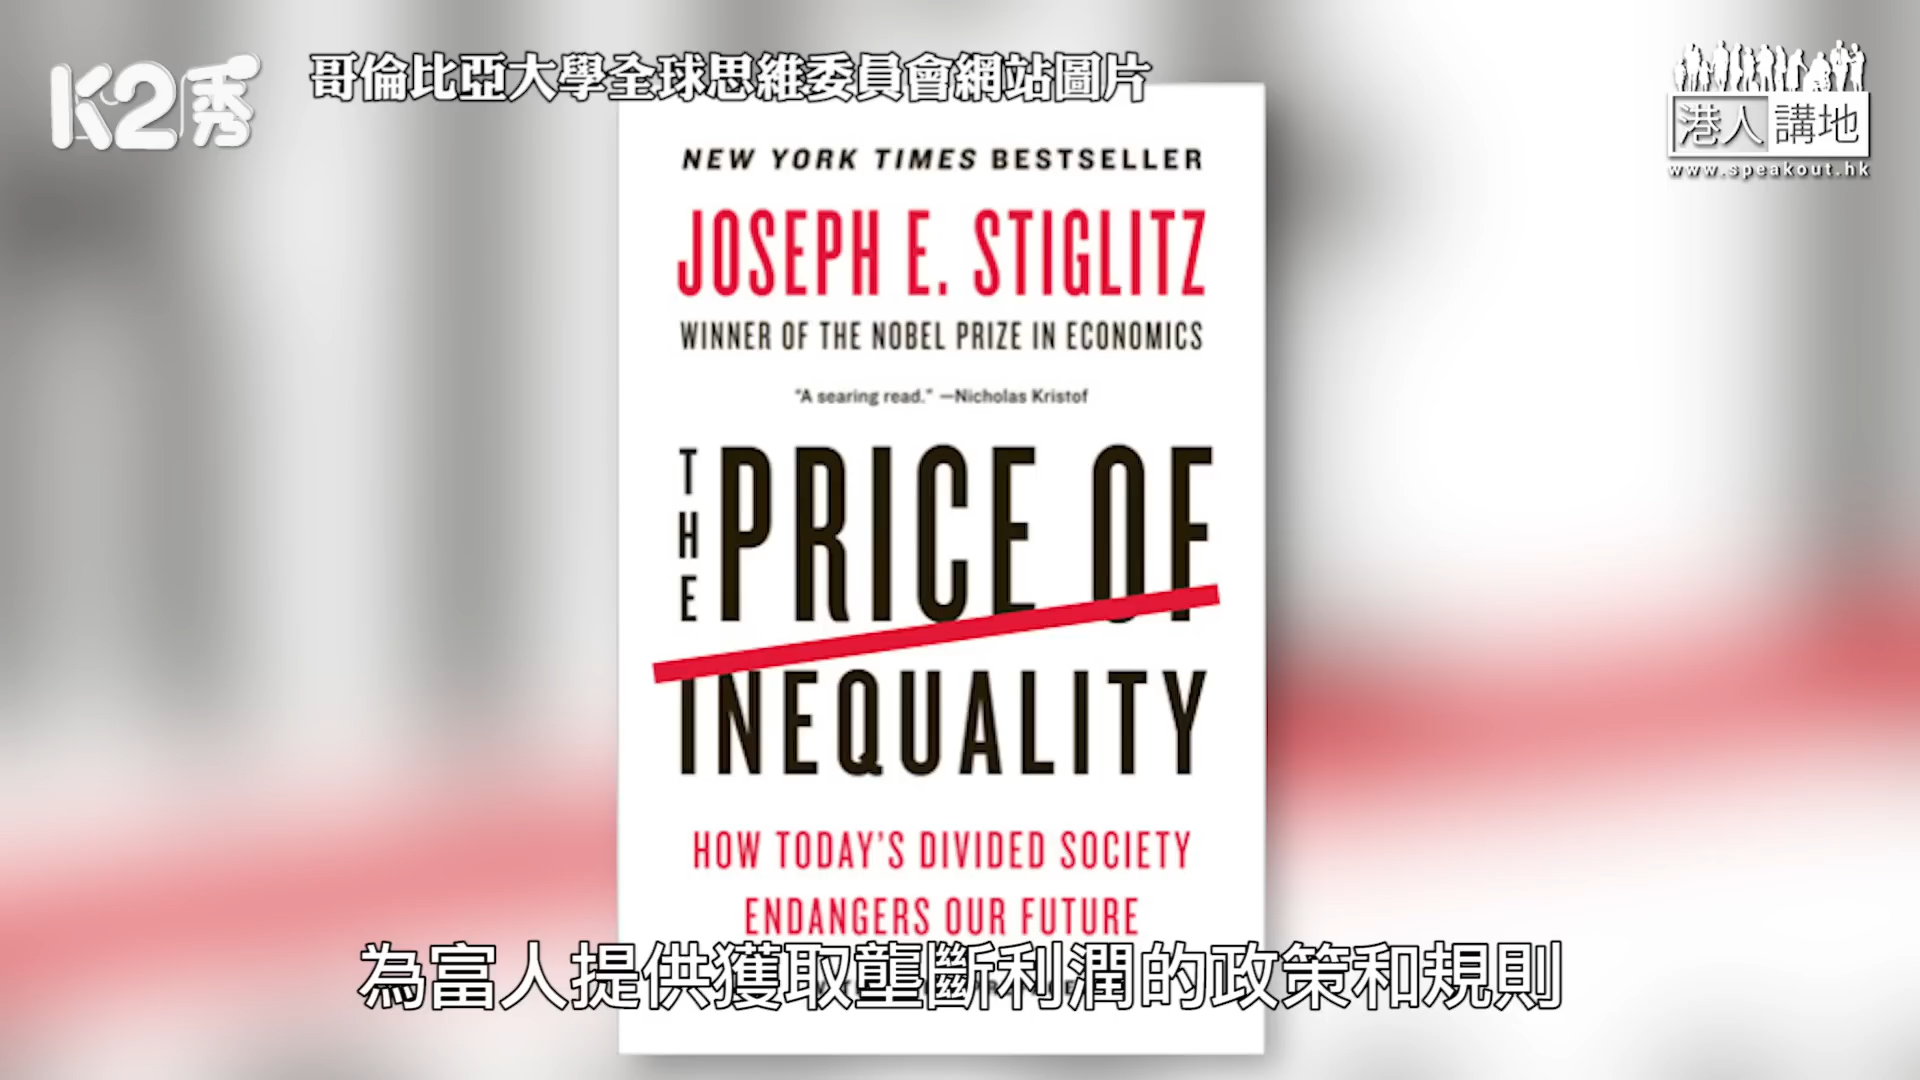 K2秀
哥倫比亞大學全球思維委員會網站圖片
港人講地
www.speakout.hk
NEW YORK TIMES BESTSELLER
JOSEPH E. STIGLITZ
WINNER OF THE NOBEL PRIZE IN ECONOMICS
"A searing read." —Nicholas Kristof
THE PRICE OF
INEQUALITY
HOW TODAY'S DIVIDED SOCIETY
ENDANGERS OUR FUTURE
為富人提供獲取壟斷利潤的政策和規則